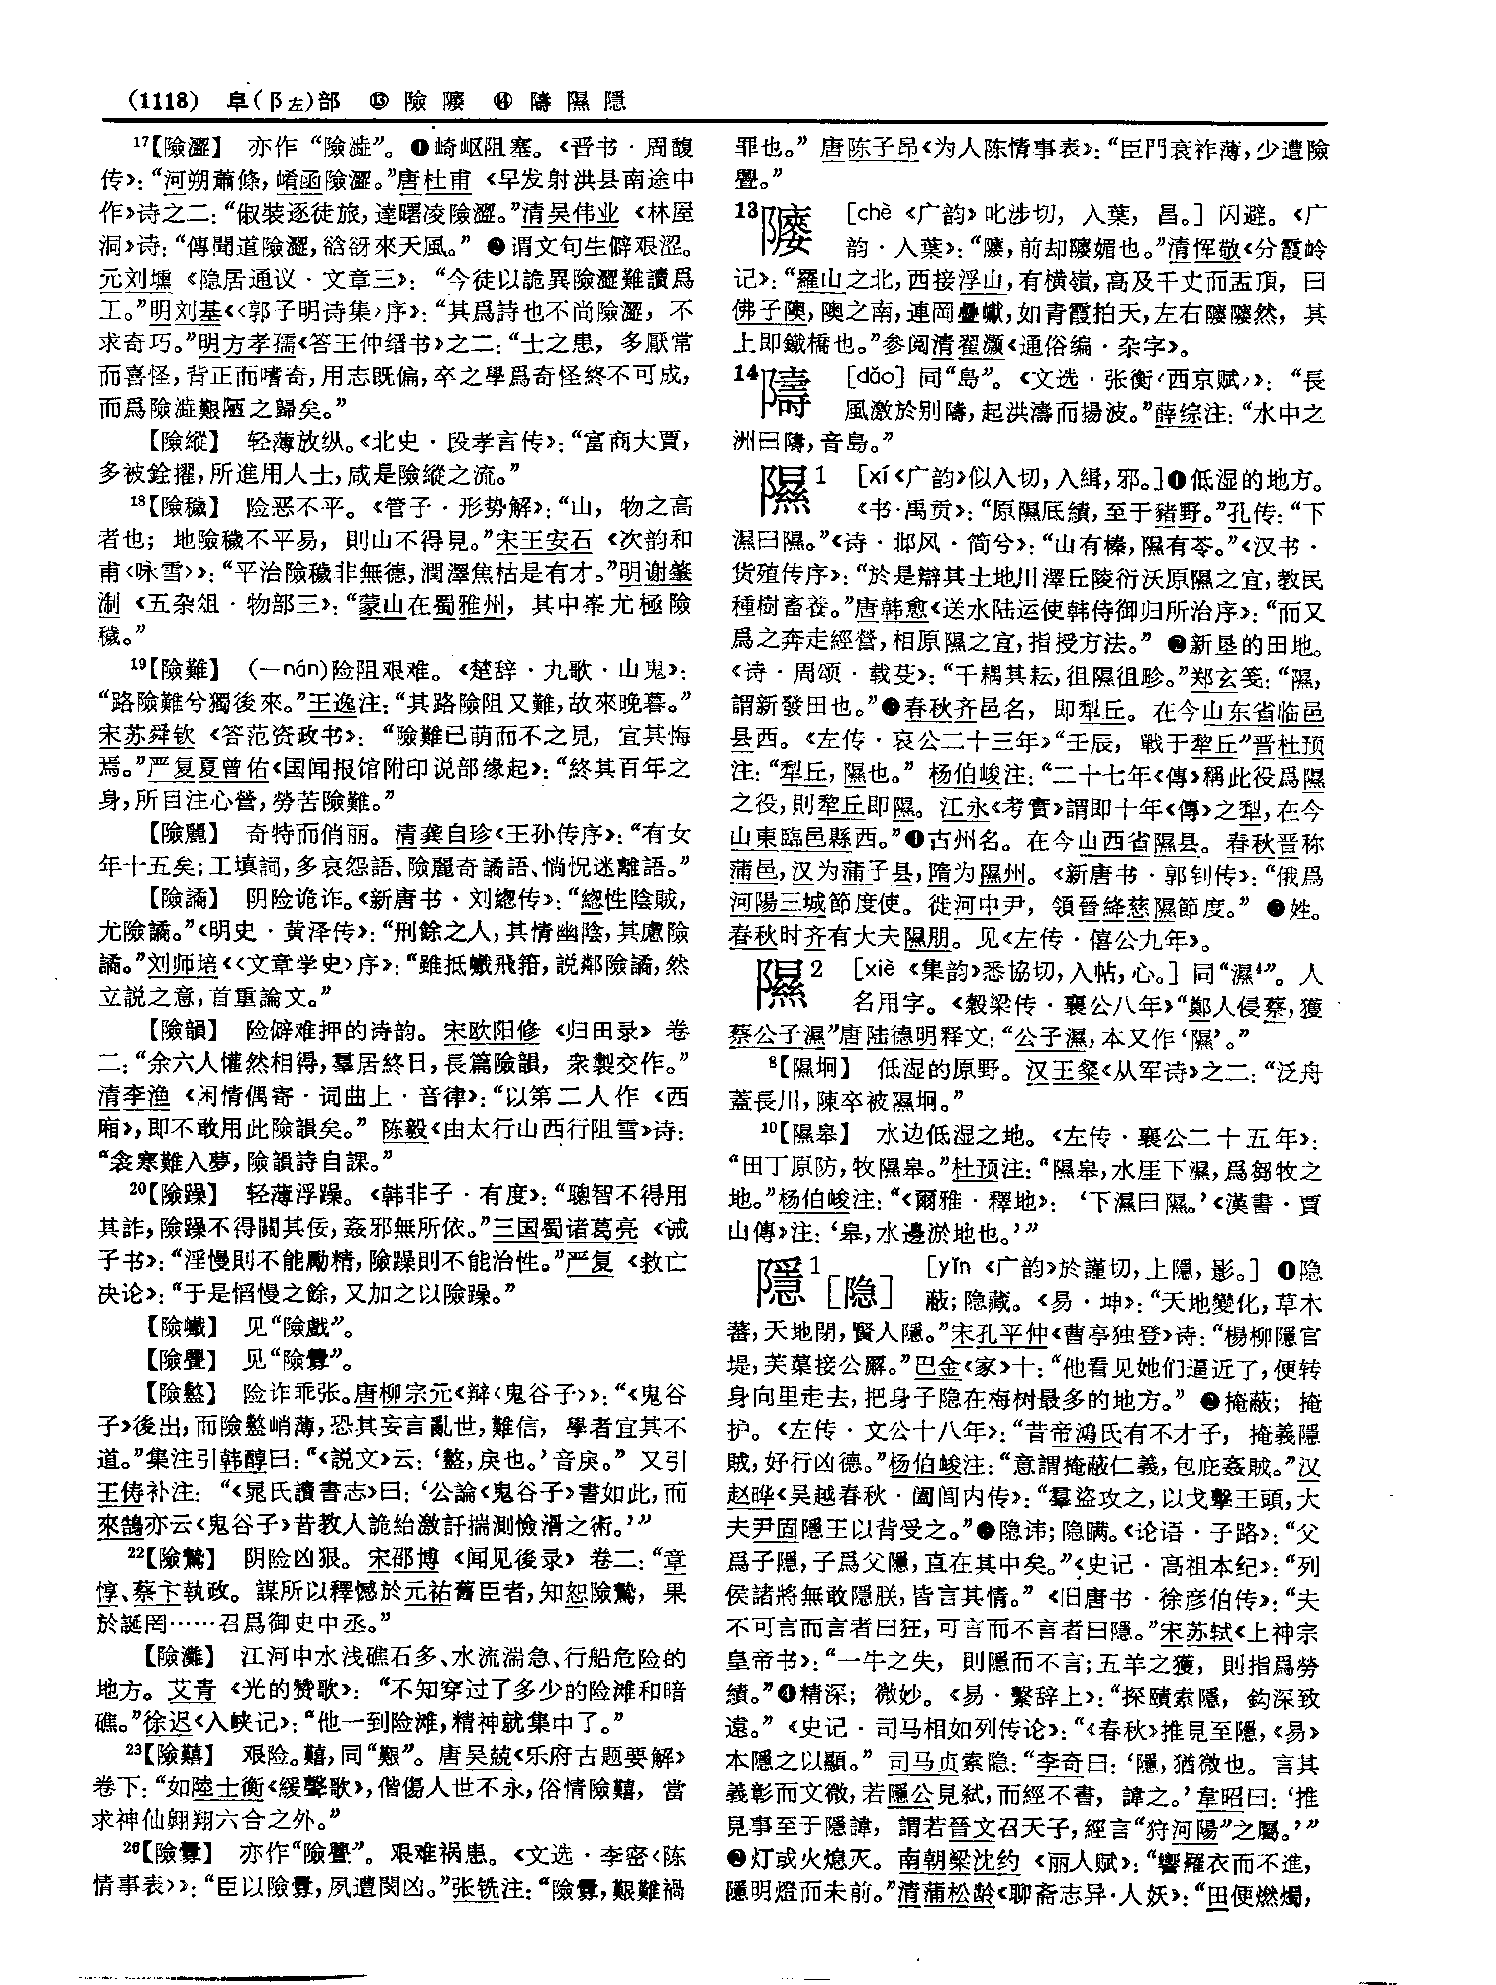 (1118) 阜(阝左)部 ⑬ 險 䧪 ⑭ 隯 隰 隱
17【險澀】 亦作“險澁”。❶崎岖阻塞。《晋书·周馥
传》：“河朔蕭條，崤函險澀。”唐杜甫《早发射洪县南途中
作》诗之二：“俶裝逐徒旅，達曙凌險澀。”清吴伟业《林屋
洞》诗：“傳聞道險澀，谽谺來天風。” ❷谓文句生僻艰涩。
元刘壎《隐居通议·文章三》：“今徒以詭異險澀難讀爲
工。”明刘基《〈郭子明诗集〉序》：“其爲詩也不尚險澀，不
求奇巧。”明方孝孺《答王仲缙书》之二：“士之患，多厭常
而喜怪，背正而嗜奇，用志既偏，卒之學爲奇怪終不可成，
而爲險澁艱陋之歸矣。”
【險縱】 轻薄放纵。《北史·段孝言传》：“富商大賈，
多被銓擢，所進用人士，咸是險縱之流。”
18【險穢】 险恶不平。《管子·形势解》：“山，物之高
者也；地險穢不平易，則山不得見。”宋王安石《次韵和
甫〈咏雪〉》：“平治險穢非無德，潤澤焦枯是有才。”明谢肇
淛《五杂俎·物部三》：“蒙山在蜀雅州，其中峯尤極險
穢。”
19【險難】 (—nán)险阻艰难。《楚辞·九歌·山鬼》：
“路險難兮獨後來。”王逸注：“其路險阻又難，故來晚暮。”
宋苏舜钦《答范资政书》：“險難已萌而不之見，宜其悔
焉。”严复夏曾佑《国闻报馆附印说部缘起》：“終其百年之
身，所目注心營，勞苦險難。”
【險麗】 奇特而俏丽。清龚自珍《王孙传序》：“有女
年十五矣；工填詞，多哀怨語、險麗奇譎語、惝怳迷離語。”
【險譎】 阴险诡诈。《新唐书·刘憁传》：“憁性陰賊，
尤險譎。”《明史·黄泽传》：“刑餘之人，其情幽陰，其慮險
譎。”刘师培《〈文章学史〉序》：“雖抵巇飛箝，説鄰險譎，然
立説之意，首重論文。”
【險韻】 险僻难押的诗韵。宋欧阳修《归田录》卷
二：“余六人懽然相得，羣居終日，長篇險韻，衆製交作。”
清李渔《闲情偶寄·词曲上·音律》：“以第二人作《西
廂》，即不敢用此險韻矣。” 陈毅《由太行山西行阻雪》诗：
“衾寒難入夢，險韻詩自課。”
20【險躁】 轻薄浮躁。《韩非子·有度》：“聰智不得用
其詐，險躁不得關其佞，姦邪無所依。”三国蜀诸葛亮《诫
子书》：“淫慢則不能勵精，險躁則不能治性。”严复《救亡
决论》：“于是慆慢之餘，又加之以險躁。”
【險巇】 见“險戲”。
【險舋】 见“險釁”。
【險盭】 险诈乖张。唐柳宗元《辩〈鬼谷子〉》：“《鬼谷
子》後出，而險盭峭薄，恐其妄言亂世，難信，學者宜其不
道。”集注引韩醇曰：“《説文》云：‘盭，戾也。’音戾。” 又引
王俦补注：“《晁氏讀書志》曰：‘公論《鬼谷子》書如此，而
來鵠亦云《鬼谷子》昔教人詭紿激訐揣測憸滑之術。’”
22【險鷙】 阴险凶狠。宋邵博《闻见後录》卷二：“章
惇、蔡卞執政。謀所以釋憾於元祐舊臣者，知恕險鷙，果
於誕罔……召爲御史中丞。”
【險灘】 江河中水浅礁石多、水流湍急、行船危险的
地方。艾青《光的赞歌》：“不知穿过了多少的险滩和暗
礁。”徐迟《入峡记》：“他一到险滩，精神就集中了。”
23【險囏】 艰险。囏，同“艱”。唐吴兢《乐府古题要解》
卷下：“如陸士衡《緩聲歌》，偕傷人世不永，俗情險囏，當
求神仙翺翔六合之外。”
26【險釁】 亦作“險舋”。艰难祸患。《文选·李密〈陈
情事表〉》：“臣以險釁，夙遭閔凶。”张铣注：“險釁，艱難禍
罪也。” 唐陈子昂《为人陈情事表》：“臣門衰祚薄，少遭險
舋。”
13䧪 [chè《广韵》叱涉切，入葉，昌。] 闪避。《广
韵·入葉》：“䧪，前却䧪媚也。”清恽敬《分霞岭
记》：“羅山之北，西接浮山，有横嶺，高及千丈而盂頂，曰
佛子隩，隩之南，連岡疊巘，如青霞拍天，左右䧪䧪然，其
上即鐵橋也。”参阅清翟灏《通俗编·杂字》。
14隯 [dǎo] 同“島”。《文选·张衡〈西京赋〉》：“長
風激於别隯，起洪濤而揚波。”薛综注：“水中之
洲曰隯，音島。”
隰1 [xí《广韵》似入切，入緝，邪。]❶低湿的地方。
《书·禹贡》：“原隰厎績，至于豬野。”孔传：“下
濕曰隰。”《诗·邶风·简兮》：“山有榛，隰有苓。”《汉书·
货殖传序》：“於是辯其土地川澤丘陵衍沃原隰之宜，教民
種樹畜養。”唐韩愈《送水陆运使韩侍御归所治序》：“而又
爲之奔走經營，相原隰之宜，指授方法。” ❷新垦的田地。
《诗·周颂·载芟》：“千耦其耘，徂隰徂畛。”郑玄笺：“隰，
謂新發田也。”❸春秋齐邑名，即犁丘。在今山东省临邑
县西。《左传·哀公二十三年》“壬辰，戰于犂丘”晋杜预
注：“犂丘，隰也。” 杨伯峻注：“二十七年《傳》稱此役爲隰
之役，則犂丘即隰。江永《考實》謂即十年《傳》之犁，在今
山東臨邑縣西。”❹古州名。在今山西省隰县。春秋晋称
蒲邑，汉为蒲子县，隋为隰州。《新唐书·郭钊传》：“俄爲
河陽三城節度使。徙河中尹，領晉絳慈隰節度。” ❺姓。
春秋时齐有大夫隰朋。见《左传·僖公九年》。
隰2 [xiè《集韵》悉協切，入帖，心。] 同“濕4”。人
名用字。《穀梁传·襄公八年》“鄭人侵蔡，獲
蔡公子濕”唐陆德明释文：“公子濕，本又作‘隰’。”
8【隰坰】 低湿的原野。汉王粲《从军诗》之二：“泛舟
蓋長川，陳卒被隰坰。”
10【隰皋】 水边低湿之地。《左传·襄公二十五年》：
“田丁原防，牧隰皋。”杜预注：“隰皋，水厓下濕，爲芻牧之
地。”杨伯峻注：“《爾雅·釋地》：‘下濕曰隰。’《漢書·賈
山傳》注：‘皋，水邊淤地也。’”
隱1[隐] [yǐn《广韵》於謹切，上隱，影。] ❶隐
蔽；隐藏。《易·坤》：“天地變化，草木
蕃，天地閉，賢人隱。”宋孔平仲《曹亭独登》诗：“楊柳隱官
堤，芙蕖接公廨。”巴金《家》十：“他看见她们逼近了，便转
身向里走去，把身子隐在梅树最多的地方。” ❷掩蔽；掩
护。《左传·文公十八年》：“昔帝鴻氏有不才子，掩義隱
賊，好行凶德。”杨伯峻注：“意謂掩蔽仁義，包庇姦賊。”汉
赵晔《吴越春秋·阖闾内传》：“羣盜攻之，以戈擊王頭，大
夫尹固隱王以背受之。”❸隐讳；隐瞒。《论语·子路》：“父
爲子隱，子爲父隱，直在其中矣。”《史记·高祖本纪》：“列
侯諸將無敢隱朕，皆言其情。” 《旧唐书·徐彦伯传》：“夫
不可言而言者曰狂，可言而不言者曰隱。”宋苏轼《上神宗
皇帝书》：“一牛之失，則隱而不言；五羊之獲，則指爲勞
績。”❹精深；微妙。《易·繫辞上》：“探賾索隱，鈎深致
遠。” 《史记·司马相如列传论》：“《春秋》推見至隱，《易》
本隱之以顯。” 司马贞索隐：“李奇曰：‘隱，猶微也。言其
義彰而文微，若隱公見弑，而經不書，諱之。’韋昭曰：‘推
見事至于隱諱，謂若晉文召天子，經言“狩河陽”之屬。’”
❺灯或火熄灭。南朝梁沈约《丽人赋》：“響羅衣而不進，
隱明燈而未前。”清蒲松龄《聊斋志异·人妖》：“田便燃燭，